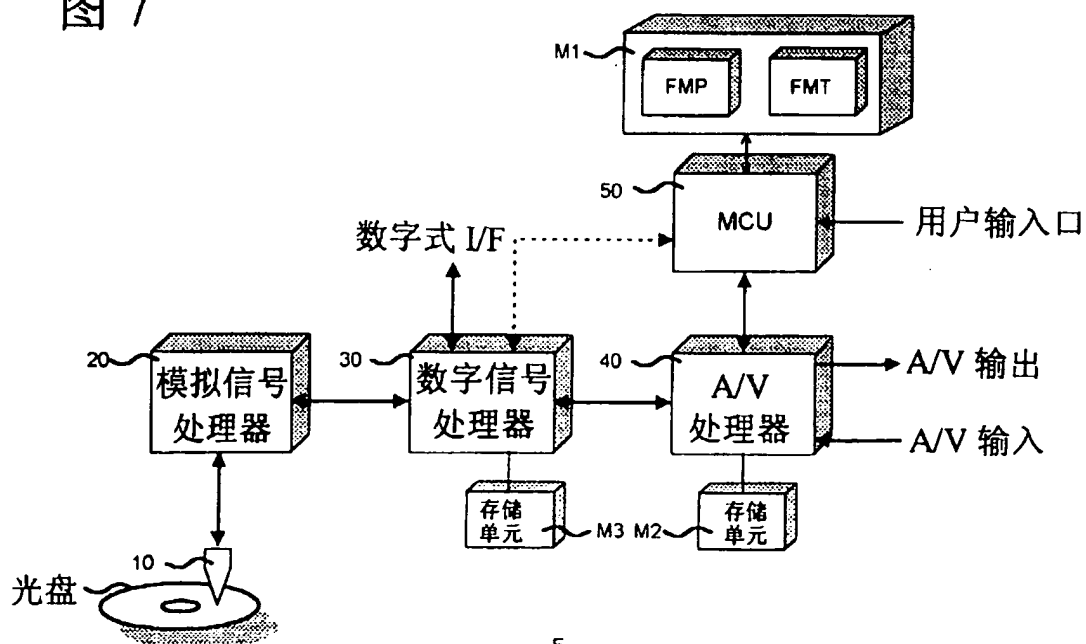 图 7
M1
FMP
FMT
50
MCU
用户输入口
数字式 I/F
20
模拟信号
处理器
30
数字信号
处理器
40
A/V
处理器
A/V 输出
A/V 输入
存储
单元
M3
M2
存储
单元
10
光盘